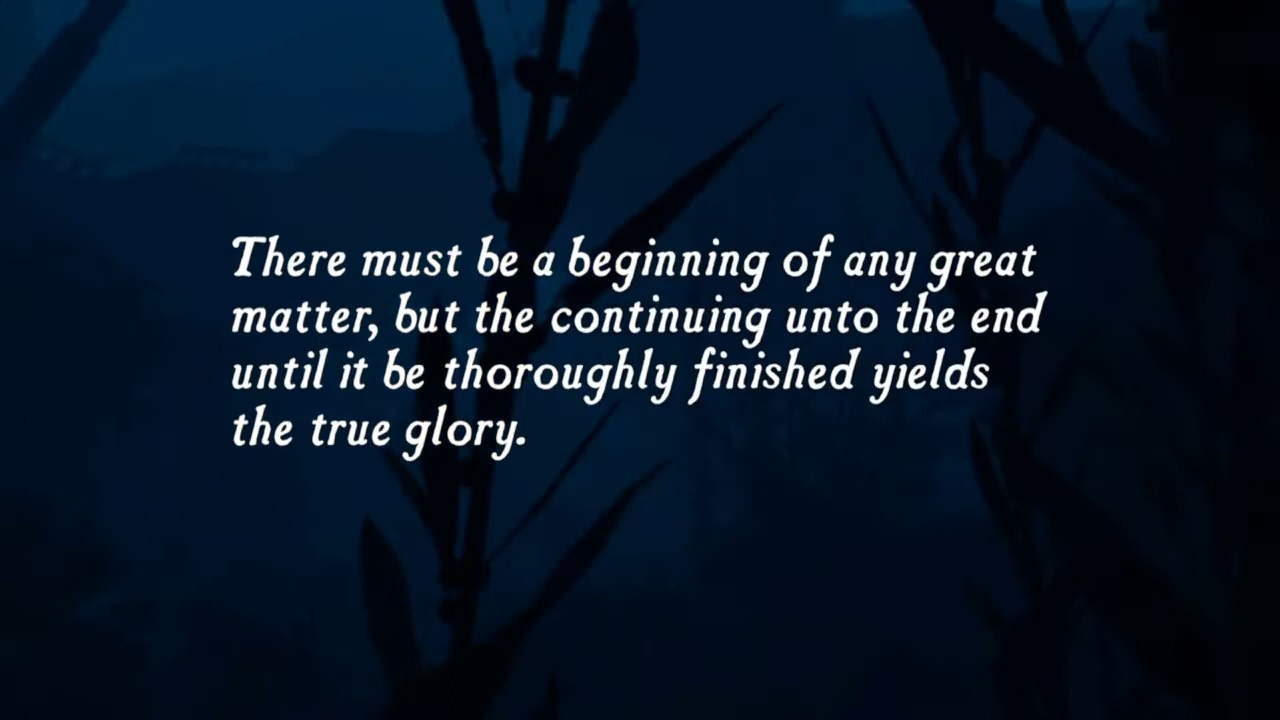 There must be a beginning of any great
matter, but the continuing unto the end
until it be thoroughly finished yields
the true glory.